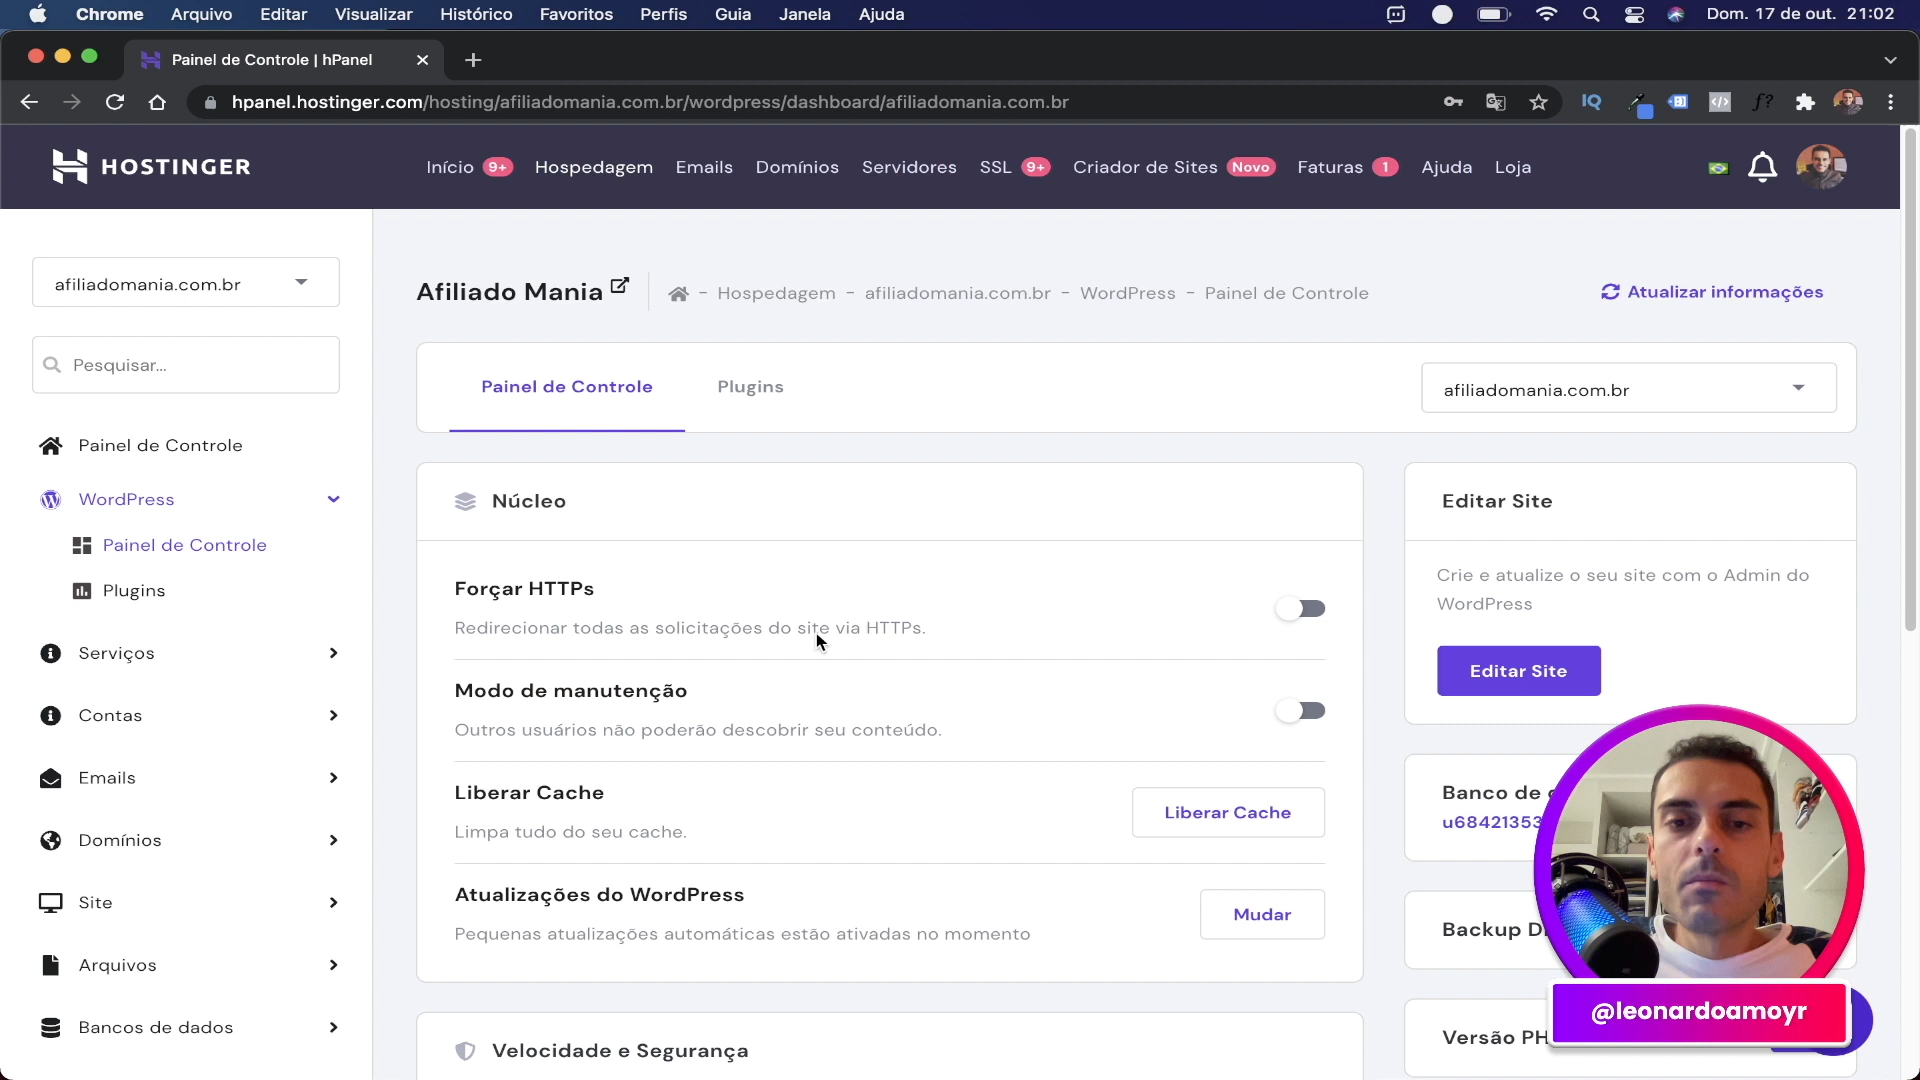 Chrome Arquivo Editar Visualizar Histórico Favoritos Perfis Guia Janela Ajuda Dom. 17 de out. 21:02
Painel de Controle | hPanel
hpanel.hostinger.com/hosting/afiliadomania.com.br/wordpress/dashboard/afiliadomania.com.br
HOSTINGER Início 9+ Hospedagem Emails Domínios Servidores SSL 9+ Criador de Sites Novo Faturas 1 Ajuda Loja
afiliadomania.com.br
Pesquisar...
Painel de Controle
WordPress
Painel de Controle
Plugins
Serviços
Contas
Emails
Domínios
Site
Arquivos
Bancos de dados
Afiliado Mania - Hospedagem - afiliadomania.com.br - WordPress - Painel de Controle Atualizar informações
Painel de Controle Plugins afiliadomania.com.br
Núcleo
Forçar HTTPs
Redirecionar todas as solicitações do site via HTTPs.
Modo de manutenção
Outros usuários não poderão descobrir seu conteúdo.
Liberar Cache
Limpa tudo do seu cache.
Liberar Cache
Atualizações do WordPress
Pequenas atualizações automáticas estão ativadas no momento
Mudar
Velocidade e Segurança
Editar Site
Crie e atualize o seu site com o Admin do
WordPress
Editar Site
Banco de
u68421353
Backup
Versão
@leonardoamoyr